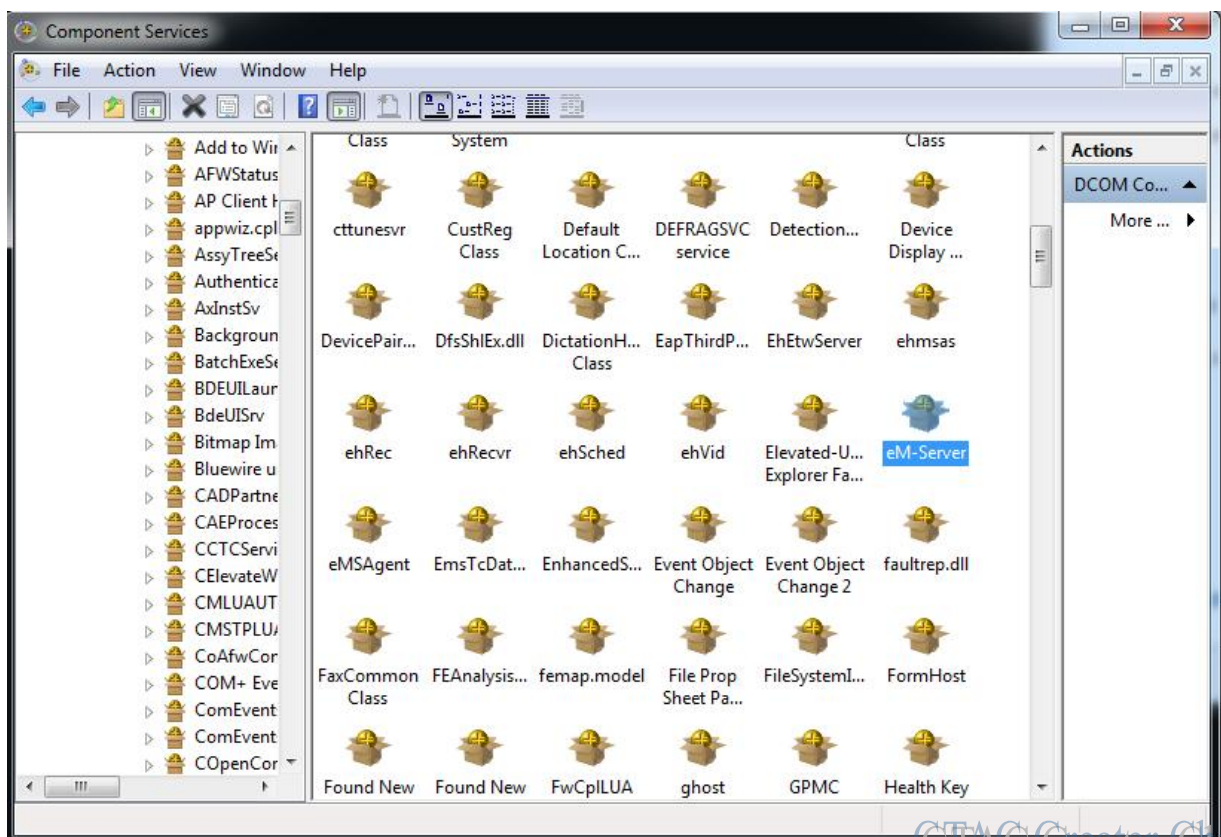 Component Services
File Action View Window Help
Add to Wir
AFWStatus
AP Client H
appwiz.cpl
AssyTreeSe
Authentica
AxInstSv
Backgroun
BatchExeSe
BDEUILaur
BdeUISrv
Bitmap Im
Bluewire u
CADPartne
CAEProces
CCTCServi
CElevateW
CMLUAUT
CMSTPLUA
CoAfwCor
COM+ Eve
ComEvent
ComEvent
COpenCor
Class System Class
cttunesvr CustReg Default DEFRAGSVC Detection... Device
Class Location C... service Display ...
DevicePair... DfsShlEx.dll DictationH... EapThirdP... EhEtwServer ehmsas
Class
ehRec ehRecvr ehSched ehVid Elevated-U... eM-Server
Explorer Fa...
eMSAgent EmsTcDat... EnhancedS... Event Object Event Object faultrep.dll
Change Change 2
FaxCommon FEAnalysis... femap.model File Prop FileSystemI... FormHost
Class Sheet Pa...
Found New Found New FwCplLUA ghost GPMC Health Key
Actions
DCOM Co...
More ...